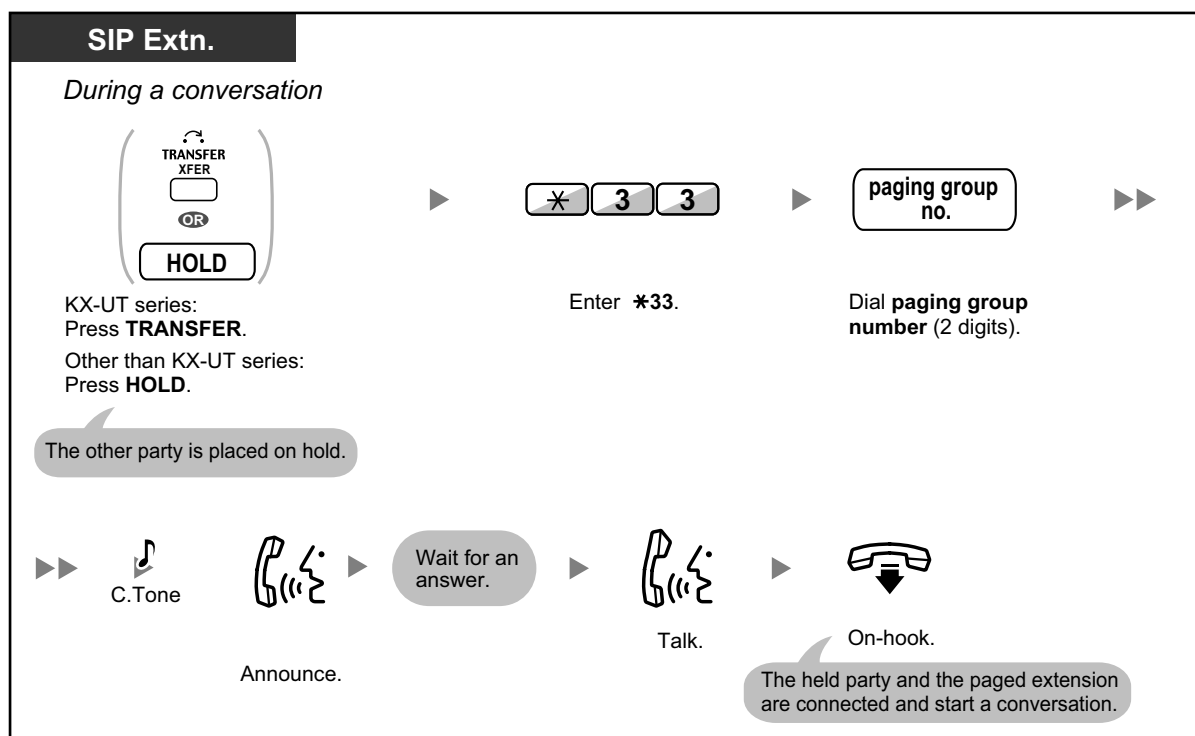 SIP Extn.
During a conversation
TRANSFER
XFER
OR
HOLD
KX-UT series:
Press TRANSFER.
Other than KX-UT series:
Press HOLD.
The other party is placed on hold.
* 3 3
Enter *33.
paging group
no.
Dial paging group
number (2 digits).
C.Tone
Announce.
Wait for an
answer.
Talk.
On-hook.
The held party and the paged extension
are connected and start a conversation.